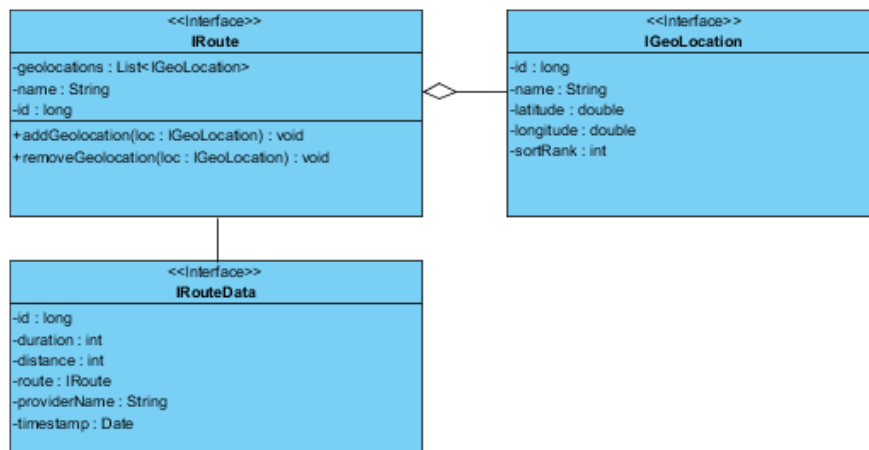 <<Interface>>
IRoute
-geolocations : List<IGeoLocation>
-name : String
-id : long
+addGeolocation(loc : IGeoLocation) : void
+removeGeolocation(loc : IGeoLocation) : void
<<Interface>>
IGeoLocation
-id : long
-name : String
-latitude : double
-longitude : double
-sortRank : int
<<Interface>>
IRouteData
-id : long
-duration : int
-distance : int
-route : IRoute
-providerName : String
-timestamp : Date